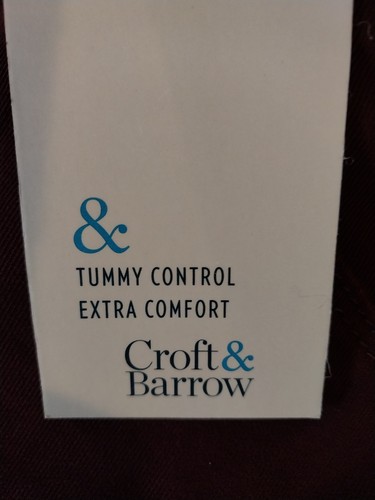 &
TUMMY CONTROL
EXTRA COMFORT
Croft&
Barrow